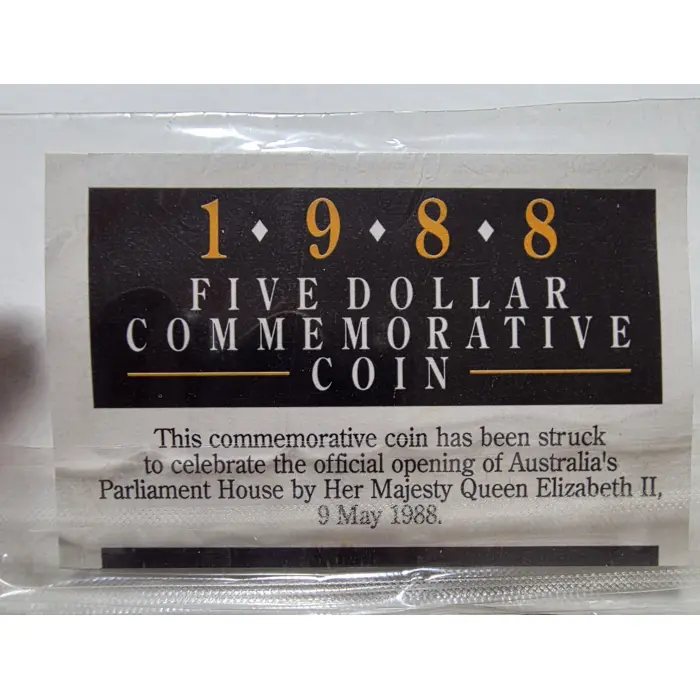 1 ♦ 9 ♦ 8 ♦ 8
FIVE DOLLAR
COMMEMORATIVE
COIN
This commemorative coin has been struck
to celebrate the official opening of Australia's
Parliament House by Her Majesty Queen Elizabeth II,
9 May 1988.